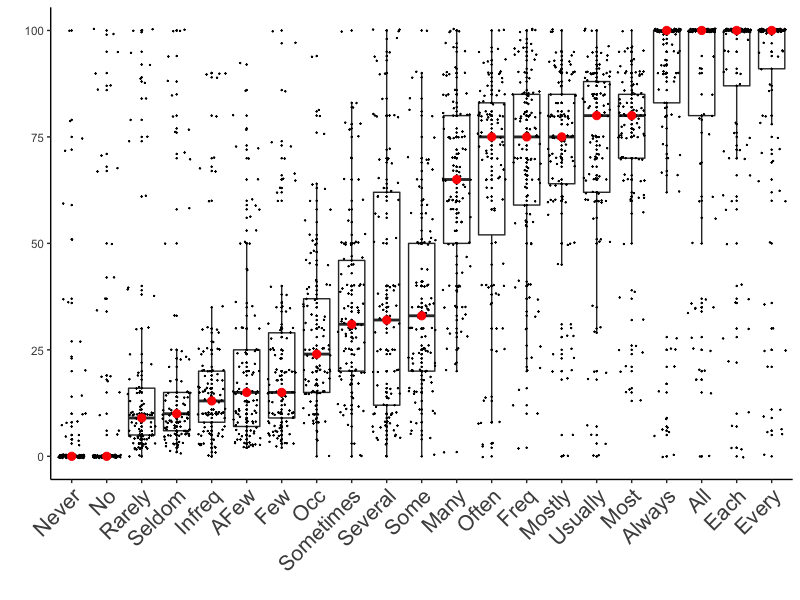 100
75
50
25
0
Never
No
Rarely
Seldom
Infreq
AFew
Few
Occ
Sometimes
Several
Some
Many
Often
Freq
Mostly
Usually
Most
Always
All
Each
Every